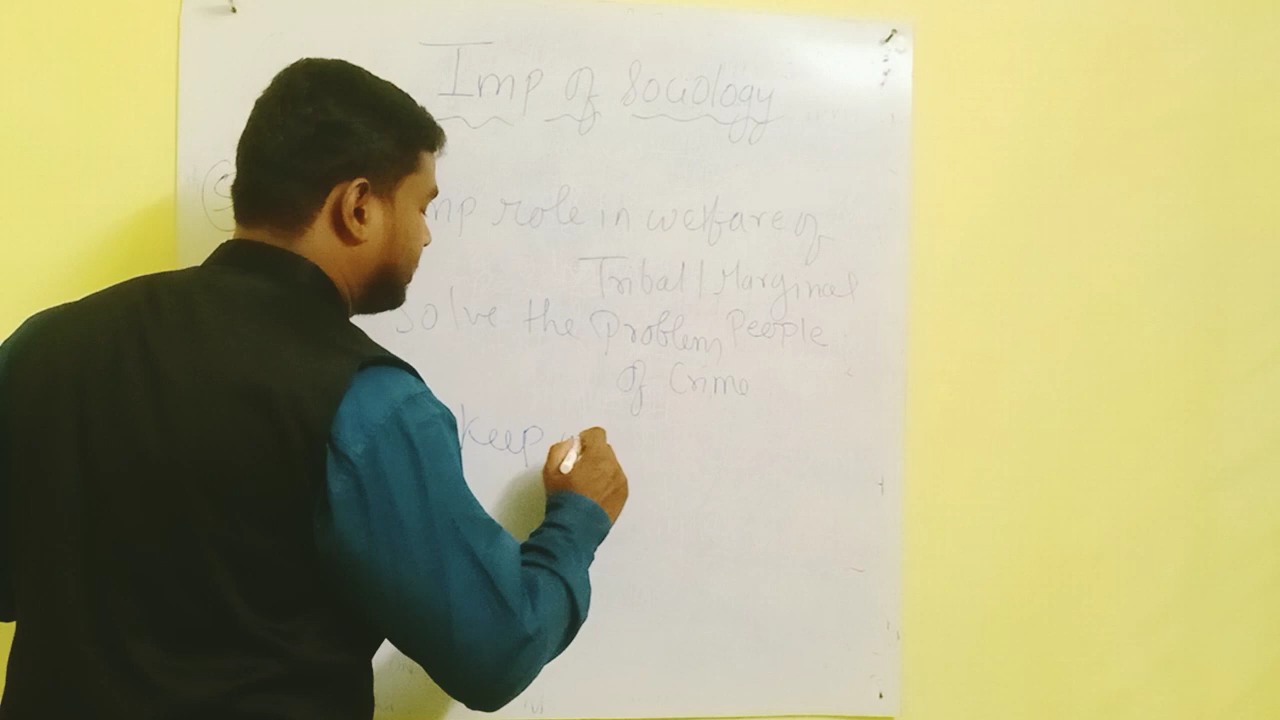 Imp of Sociology
mp role in welfare of
Tribal / Marginal
Solve the Problem People
of Crime
Keep